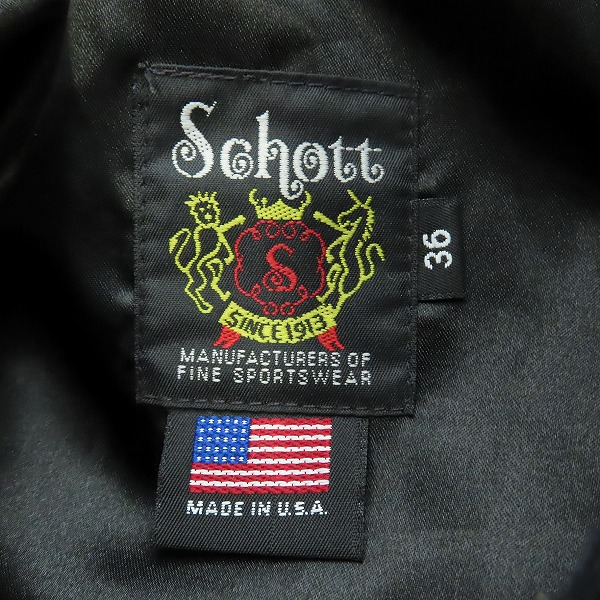 Schott
S
SINCE 1913
MANUFACTURERS OF
FINE SPORTSWEAR
36
MADE IN U.S.A.